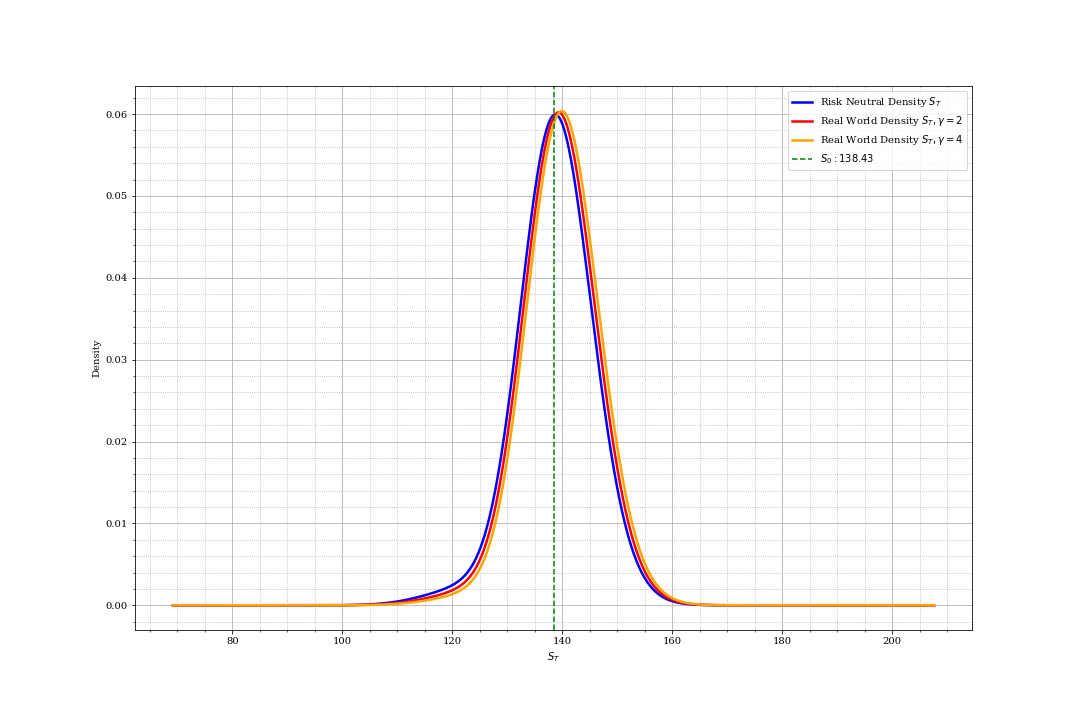 Risk Neutral Density S_T
Real World Density S_T, γ = 2
Real World Density S_T, γ = 4
S_0 : 138.43
0.06
0.05
0.04
0.03
0.02
0.01
0.00
Density
80 100 120 140 160 180 200
S_T